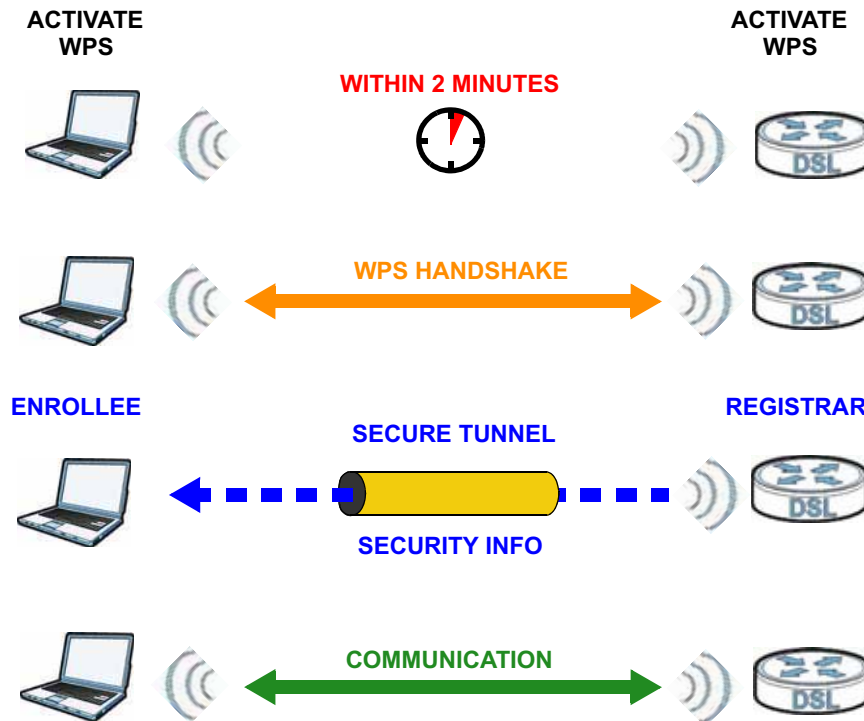 ACTIVATE
WPS
ACTIVATE
WPS
WITHIN 2 MINUTES
DSL
WPS HANDSHAKE
DSL
ENROLLEE
REGISTRAR
SECURE TUNNEL
DSL
SECURITY INFO
COMMUNICATION
DSL